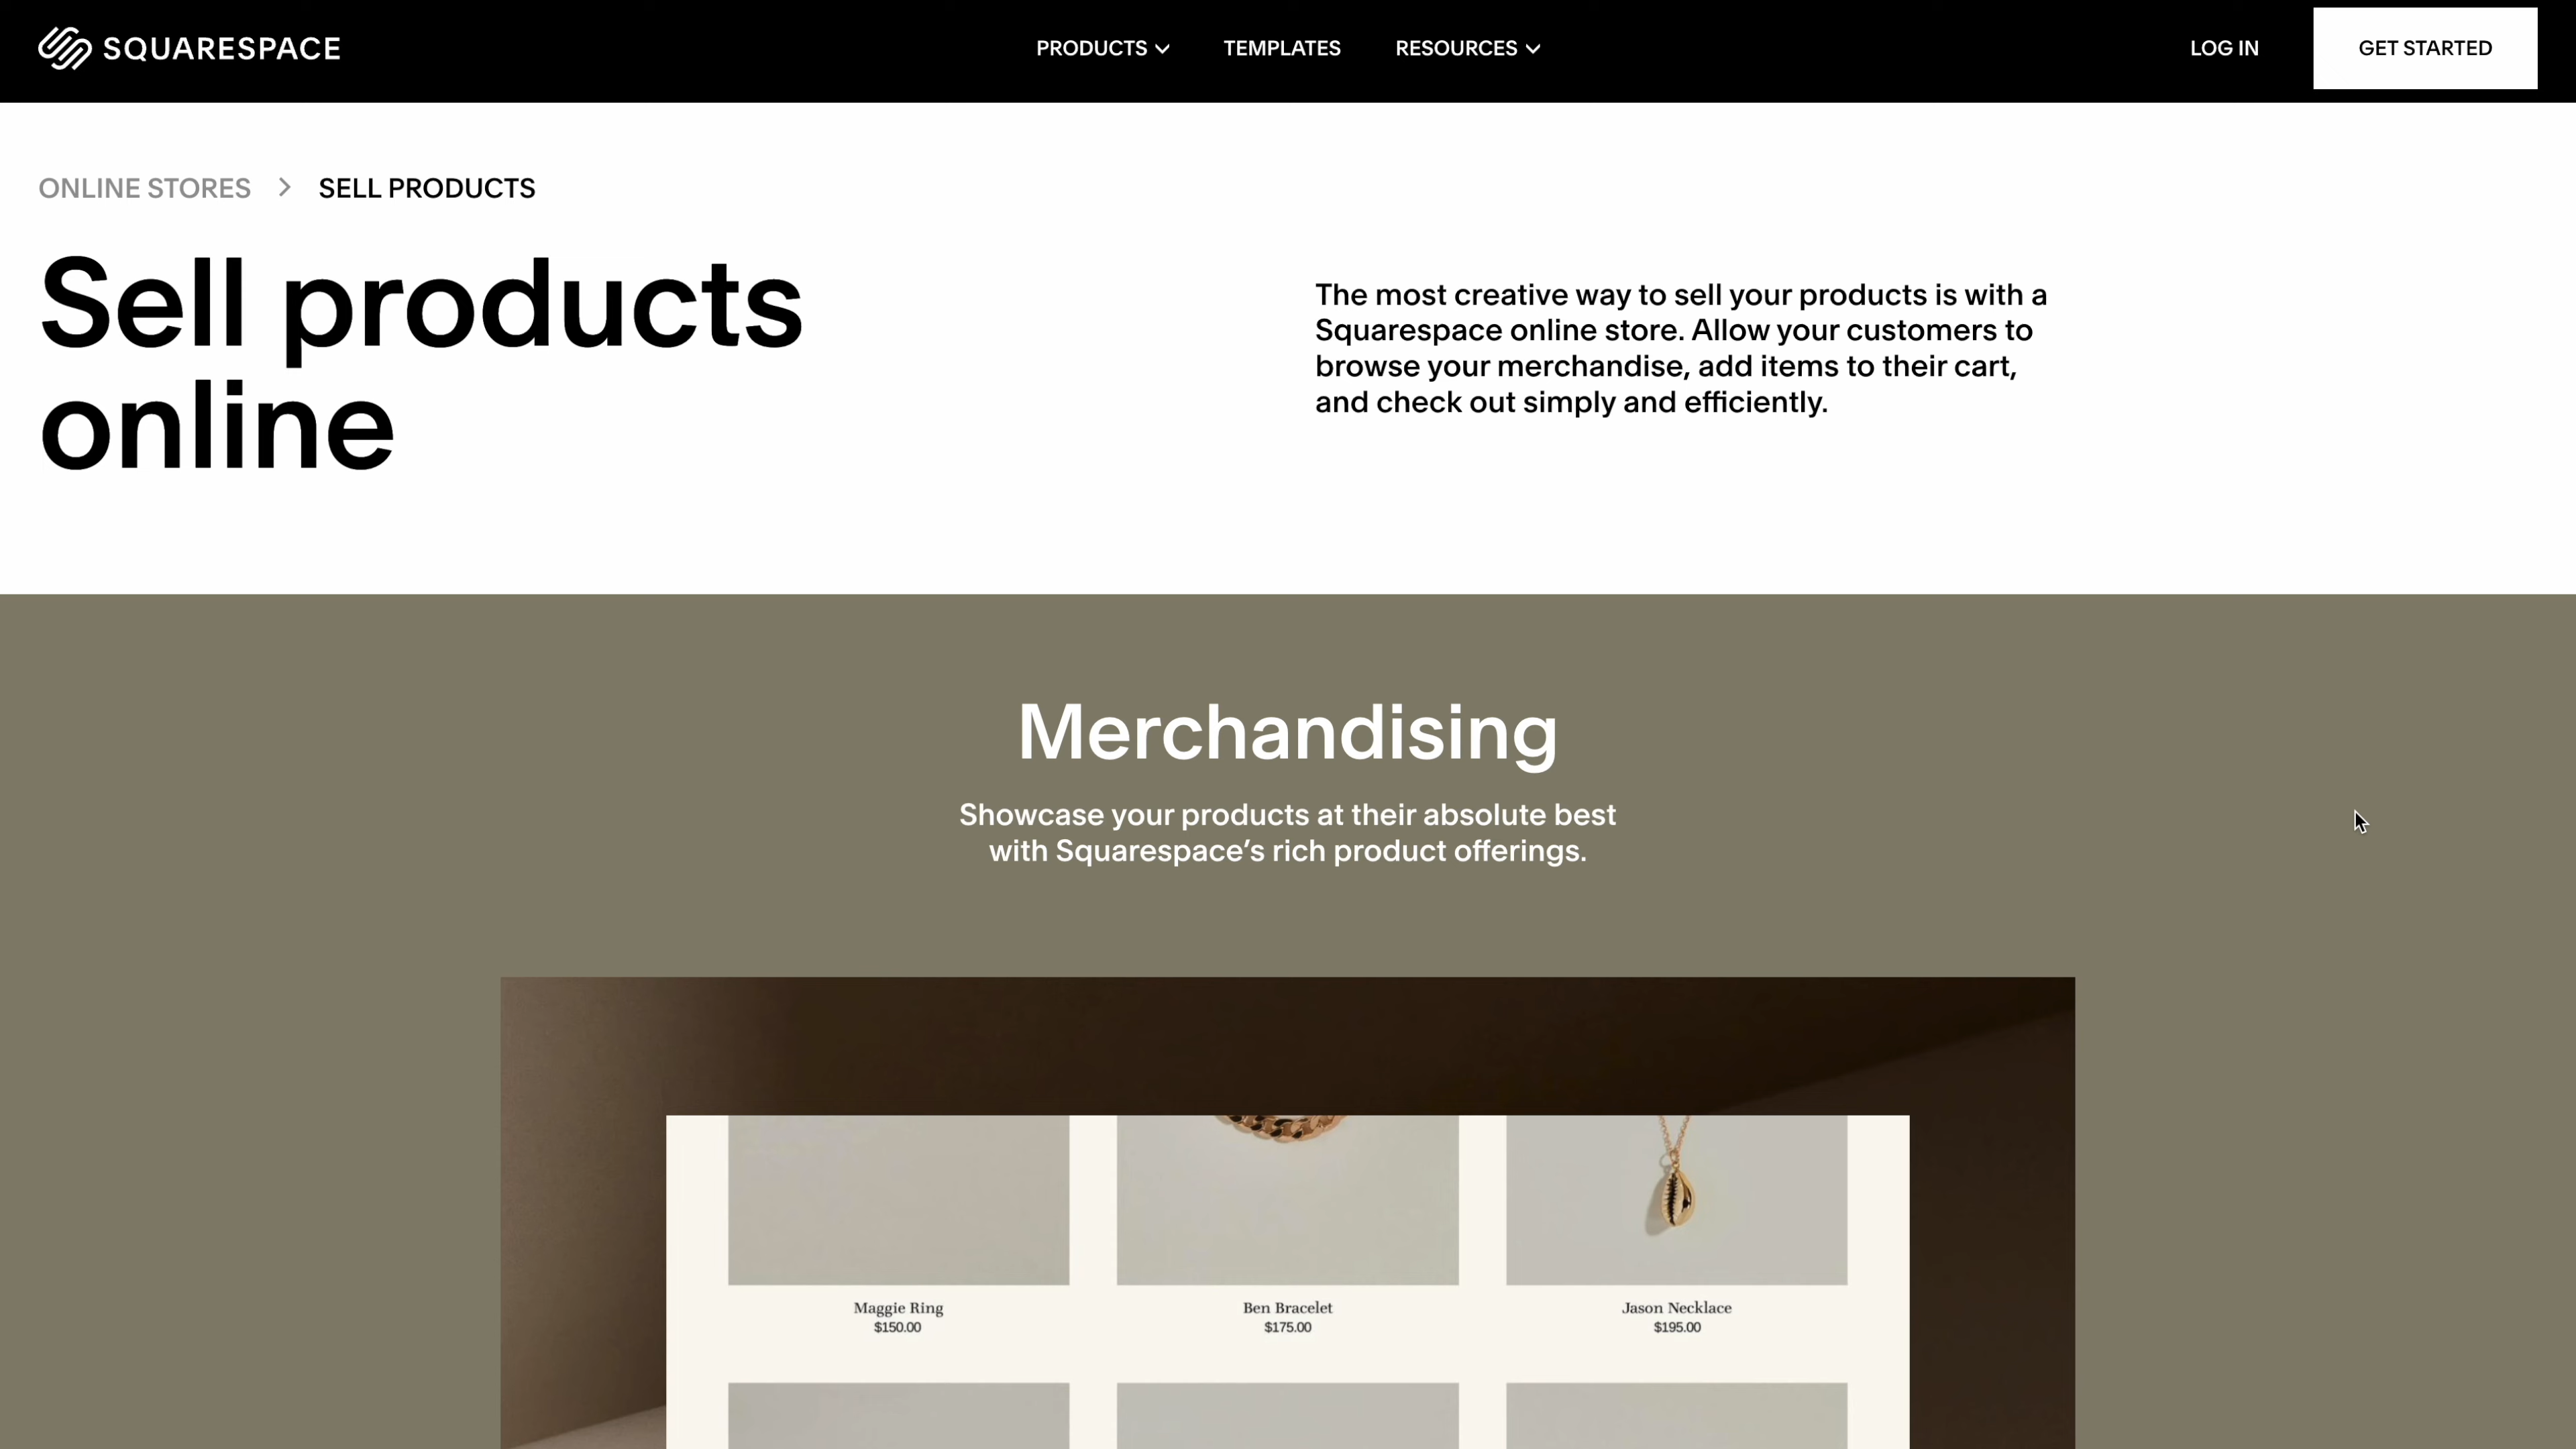 SQUARESPACE
PRODUCTS
TEMPLATES
RESOURCES
LOG IN
GET STARTED
ONLINE STORES
SELL PRODUCTS
Sell products
online
The most creative way to sell your products is with a
Squarespace online store. Allow your customers to
browse your merchandise, add items to their cart,
and check out simply and efficiently.
Merchandising
Showcase your products at their absolute best
with Squarespace’s rich product offerings.
Maggie Ring
$150.00
Ben Bracelet
$175.00
Jason Necklace
$195.00